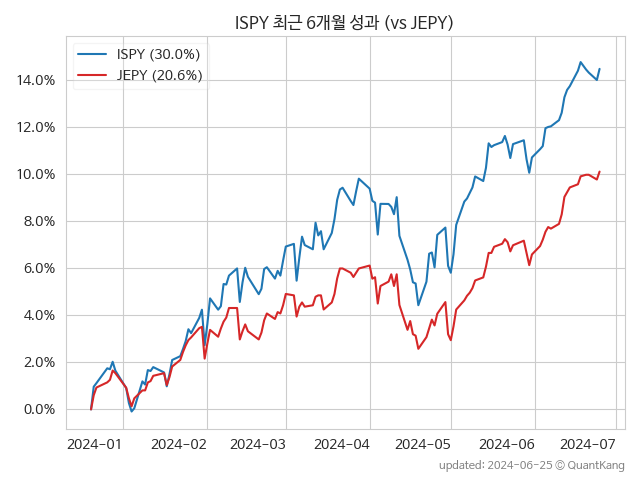 ISPY 최근 6개월 성과 (vs JEPY)
ISPY (30.0%)
JEPY (20.6%)
14.0%
12.0%
10.0%
8.0%
6.0%
4.0%
2.0%
0.0%
2024-01 2024-02 2024-03 2024-04 2024-05 2024-06 2024-07
updated: 2024-06-25 © QuantKang